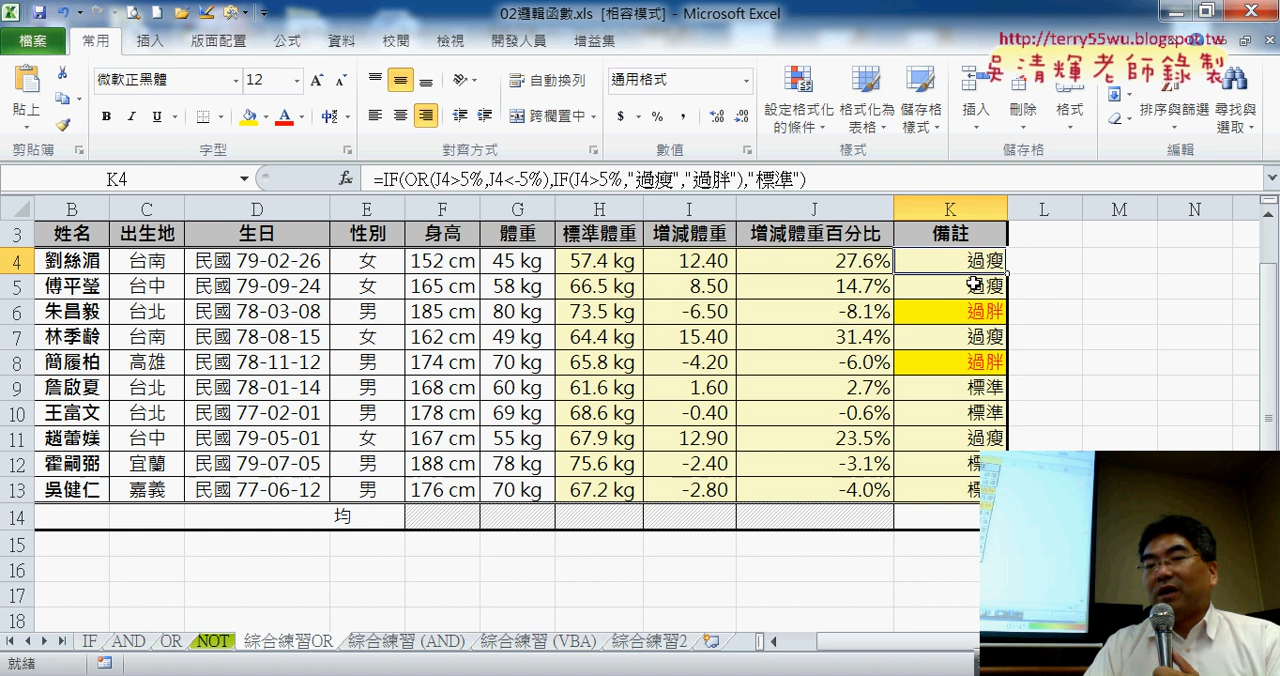 02邏輯函數.xls [相容模式] - Microsoft Excel
http://terry55wu.blogspot.tw
吳清輝老師錄製
檔案 常用 插入 版面配置 公式 資料 校閱 檢視 開發人員 增益集
貼上 微軟正黑體 12 自動換列 通用格式 設定格式化的條件 格式化為表格 儲存格樣式 插入 刪除 格式 排序與篩選 尋找與選取
B I U A 跨欄置中 $ % ,
剪貼簿 字型 對齊方式 數值 樣式 儲存格 編輯
K4 fx =IF(OR(J4>5%,J4<-5%),IF(J4>5%,"過瘦","過胖"),"標準")
B C D E F G H I J K L M N
3 姓名 出生地 生日 性別 身高 體重 標準體重 增減體重 增減體重百分比 備註
4 劉絲湄 台南 民國 79-02-26 女 152 cm 45 kg 57.4 kg 12.40 27.6% 過瘦
5 傅平瑩 台中 民國 79-09-24 女 165 cm 58 kg 66.5 kg 8.50 14.7% 過瘦
6 朱昌毅 台北 民國 78-03-08 男 185 cm 80 kg 73.5 kg -6.50 -8.1% 過胖
7 林季齡 台南 民國 78-08-15 女 162 cm 49 kg 64.4 kg 15.40 31.4% 過瘦
8 簡履柏 高雄 民國 78-11-12 男 174 cm 70 kg 65.8 kg -4.20 -6.0% 過胖
9 詹啟夏 台北 民國 78-01-14 男 168 cm 60 kg 61.6 kg 1.60 2.7% 標準
10 王富文 台北 民國 77-02-01 男 178 cm 69 kg 68.6 kg -0.40 -0.6% 標準
11 趙蕾媄 台中 民國 79-05-01 女 167 cm 55 kg 67.9 kg 12.90 23.5% 過瘦
12 霍嗣弼 宜蘭 民國 79-07-05 男 188 cm 78 kg 75.6 kg -2.40 -3.1%
13 吳健仁 嘉義 民國 77-06-12 男 176 cm 70 kg 67.2 kg -2.80 -4.0%
14 均
15
16
17
18
IF AND OR NOT 綜合練習OR 綜合練習 (AND) 綜合練習 (VBA) 綜合練習2
就緒